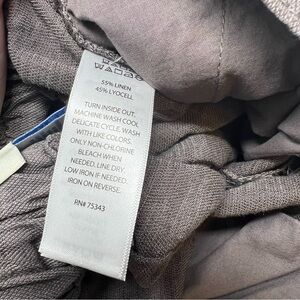 55% LINEN
45% LYOCELL
TURN INSIDE OUT.
MACHINE WASH COOL
DELICATE CYCLE. WASH
WITH LIKE COLORS.
ONLY NON-CHLORINE
BLEACH WHEN
NEEDED. LINE DRY.
LOW IRON IF NEEDED.
IRON ON REVERSE.
RN# 75343